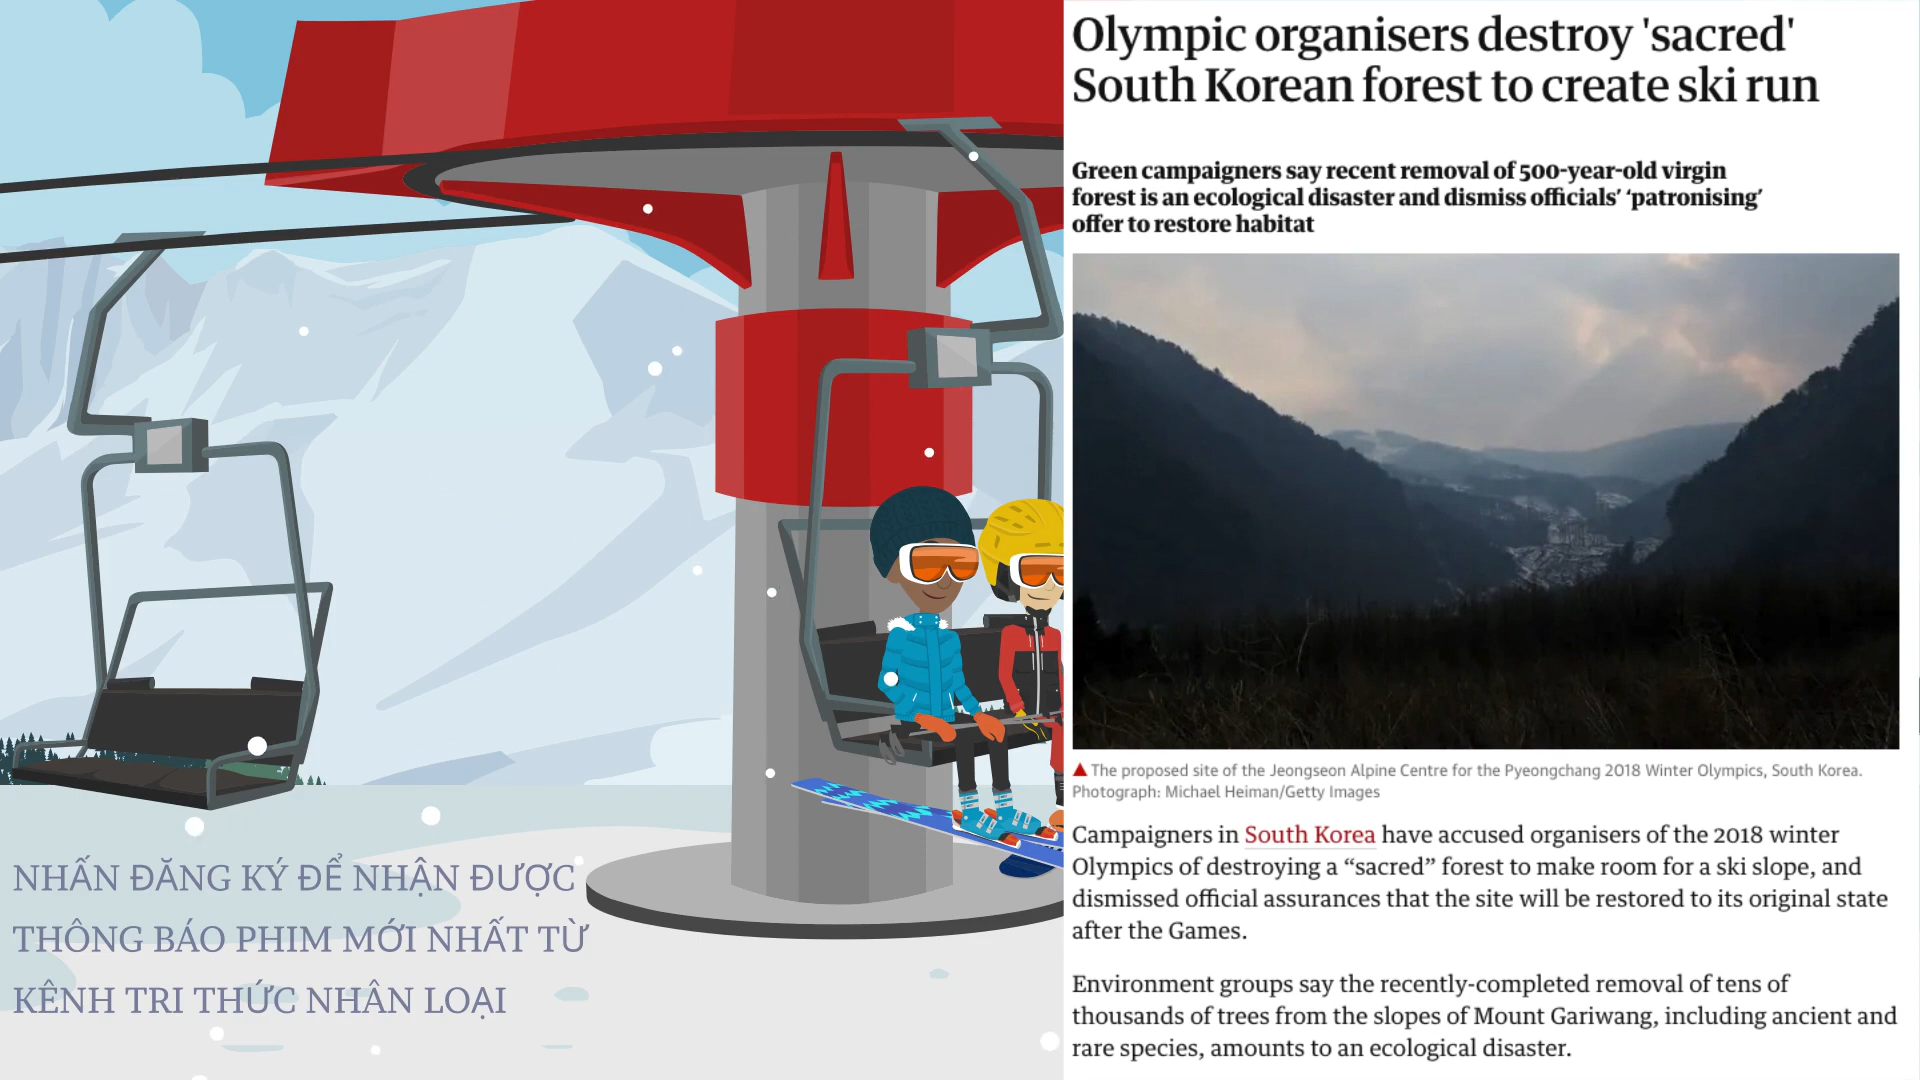 Olympic organisers destroy 'sacred'
South Korean forest to create ski run
Green campaigners say recent removal of 500-year-old virgin
forest is an ecological disaster and dismiss officials’ ‘patronising’
offer to restore habitat
The proposed site of the Jeongseon Alpine Centre for the Pyeongchang 2018 Winter Olympics, South Korea.
Photograph: Michael Heiman/Getty Images
Campaigners in South Korea have accused organisers of the 2018 winter
Olympics of destroying a “sacred” forest to make room for a ski slope, and
dismissed official assurances that the site will be restored to its original state
after the Games.
Environment groups say the recently-completed removal of tens of
thousands of trees from the slopes of Mount Gariwang, including ancient and
rare species, amounts to an ecological disaster.
NHẤN ĐĂNG KÝ ĐỂ NHẬN ĐƯỢC
THÔNG BÁO PHIM MỚI NHẤT TỪ
KÊNH TRI THỨC NHÂN LOẠI